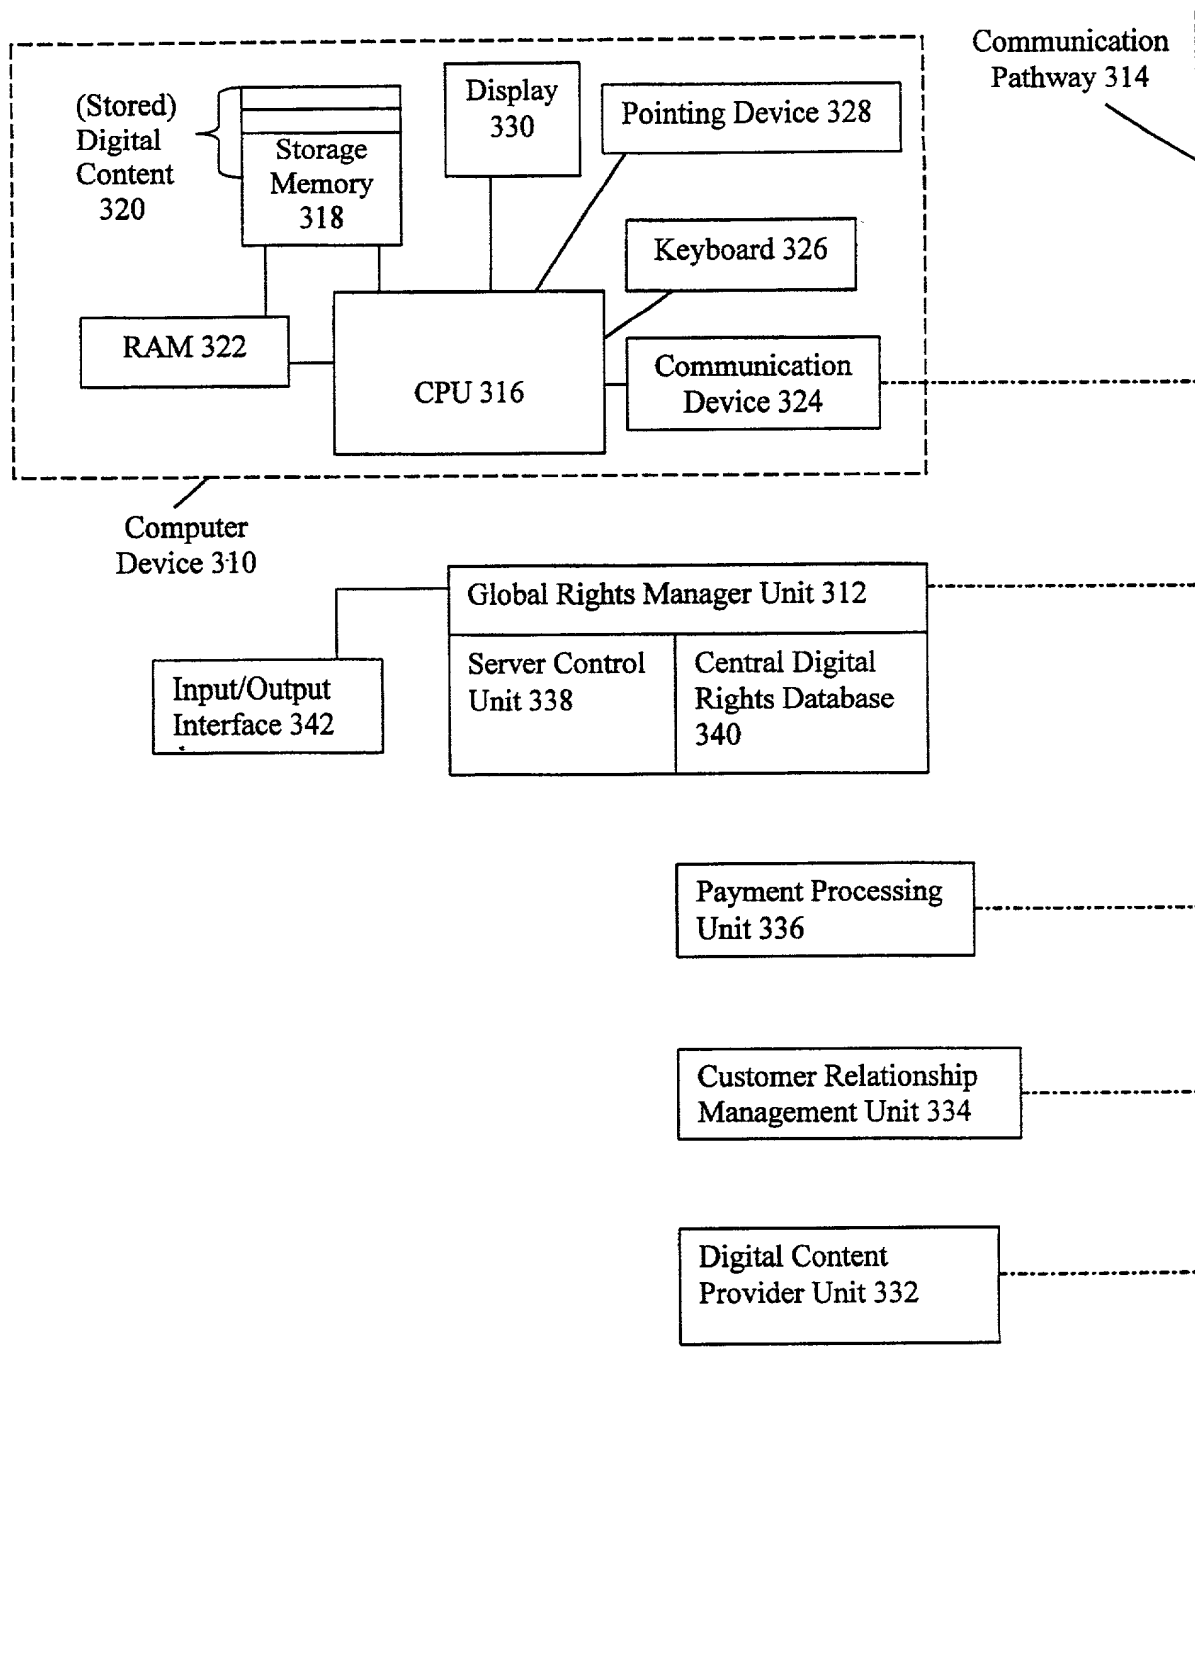 Communication
Pathway 314
(Stored)
Digital
Content
320
Storage
Memory
318
Display
330
Pointing Device 328
Keyboard 326
RAM 322
CPU 316
Communication
Device 324
Computer
Device 310
Global Rights Manager Unit 312
Server Control
Unit 338
Central Digital
Rights Database
340
Input/Output
Interface 342
Payment Processing
Unit 336
Customer Relationship
Management Unit 334
Digital Content
Provider Unit 332